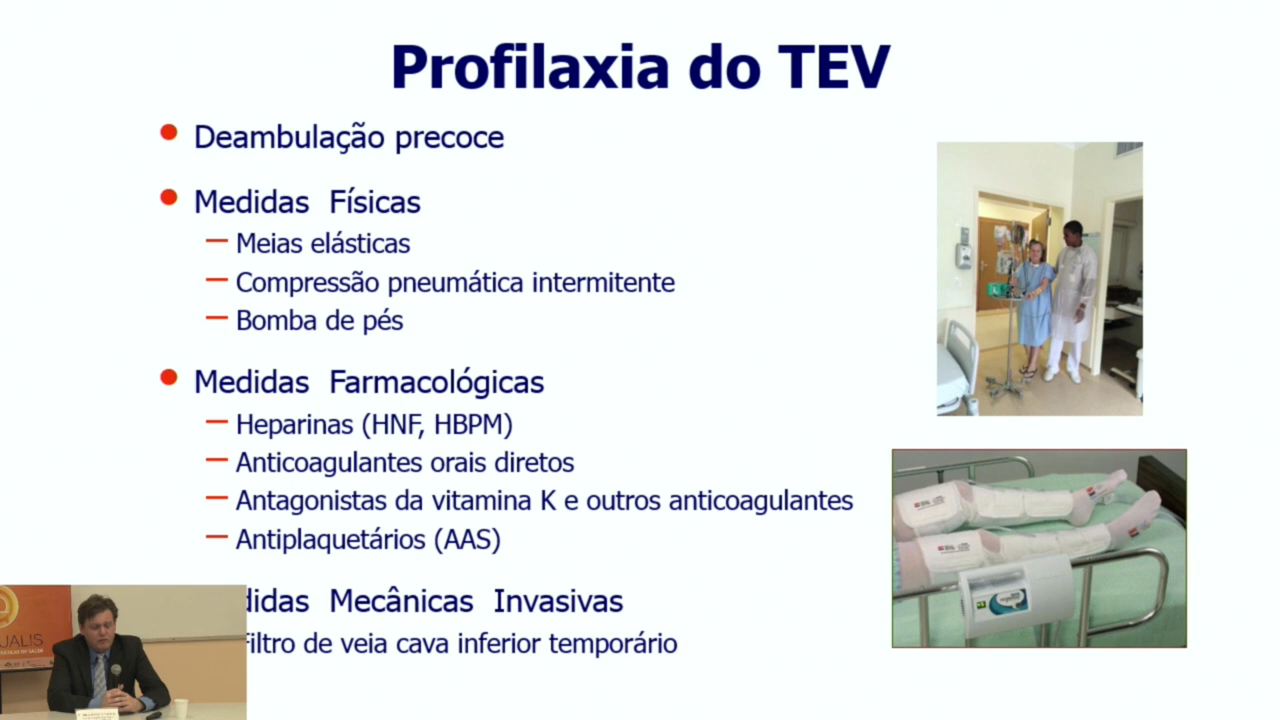 Profilaxia do TEV
Deambulação precoce
Medidas Físicas
— Meias elásticas
— Compressão pneumática intermitente
— Bomba de pés
Medidas Farmacológicas
— Heparinas (HNF, HBPM)
— Anticoagulantes orais diretos
— Antagonistas da vitamina K e outros anticoagulantes
— Antiplaquetários (AAS)
didas Mecânicas Invasivas
Filtro de veia cava inferior temporário
UALIS